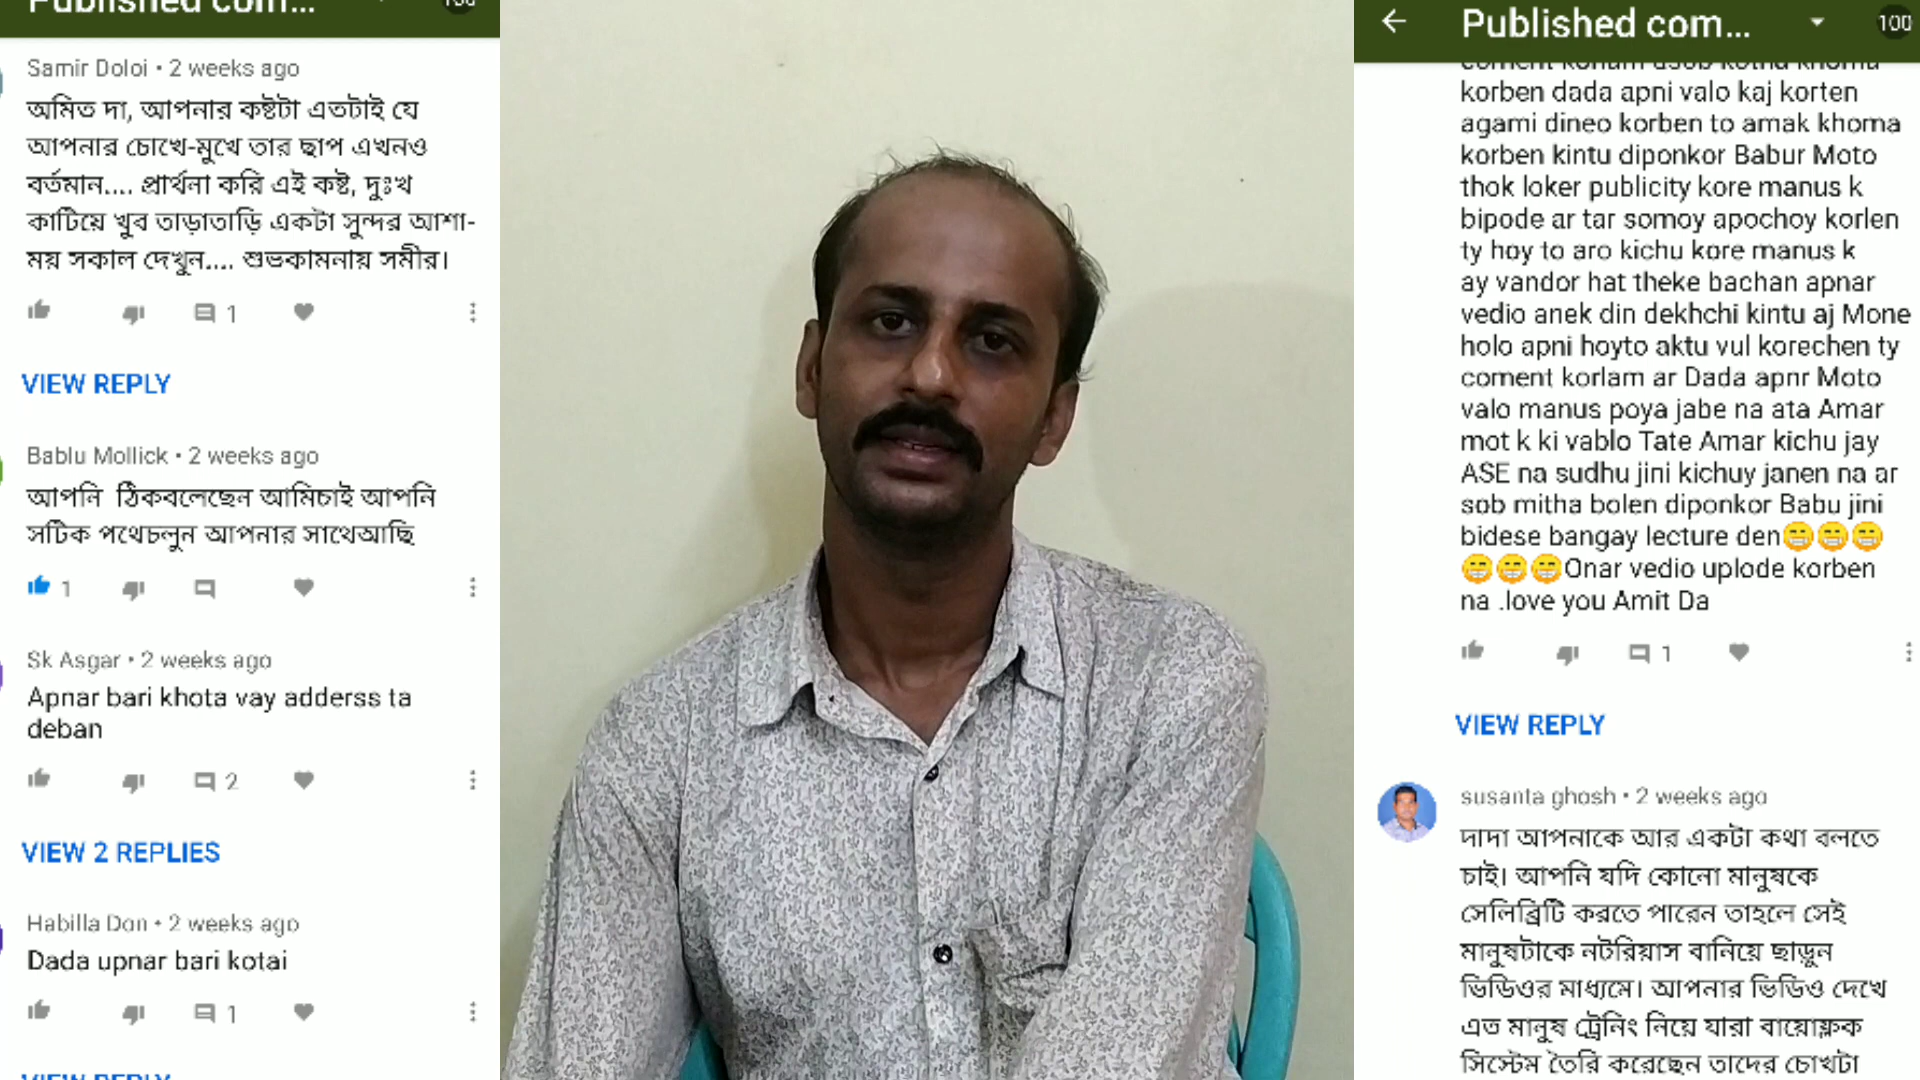 Published com...
100
Samir Doloi • 2 weeks ago
অমিত দা, আপনার কষ্টটা এতটাই যে
আপনার চোখে-মুখে তার ছাপ এখনও
বর্তমান.... প্রার্থনা করি এই কষ্ট, দুঃখ
কাটিয়ে খুব তাড়াতাড়ি একটা সুন্দর আশা-
ময় সকাল দেখুন.... শুভকামনায় সমীর।
1
VIEW REPLY
Bablu Mollick • 2 weeks ago
আপনি ঠিকবলেছেন আমিচাই আপনি
সটিক পথেচলুন আপনার সাথেআছি
1
Sk Asgar • 2 weeks ago
Apnar bari khota vay adderss ta
deban
2
VIEW 2 REPLIES
Habilla Don • 2 weeks ago
Dada upnar bari kotai
1
VIEW REPLY
Published com...
100
coment korlam asob kotha khoma
korben dada apni valo kaj korten
agami dineo korben to amak khoma
korben kintu diponkor Babur Moto
thok loker publicity kore manus k
bipode ar tar somoy apochoy korlen
ty hoy to aro kichu kore manus k
ay vandor hat theke bachan apnar
vedio anek din dekhchi kintu aj Mone
holo apni hoyto aktu vul korechen ty
coment korlam ar Dada apnr Moto
valo manus poya jabe na ata Amar
mot k ki vablo Tate Amar kichu jay
ASE na sudhu jini kichuy janen na ar
sob mitha bolen diponkor Babu jini
bidese bangay lecture den😁😁😁
😁😁😁Onar vedio uplode korben
na .love you Amit Da
1
VIEW REPLY
susanta ghosh • 2 weeks ago
দাদা আপনাকে আর একটা কথা বলতে
চাই। আপনি যদি কোনো মানুষকে
সেলিব্রিটি করতে পারেন তাহলে সেই
মানুষটাকে নটরিয়াস বানিয়ে ছাড়ুন
ভিডিওর মাধ্যমে। আপনার ভিডিও দেখে
এত মানুষ ট্রেনিং নিয়ে যারা বায়োফ্লক
সিস্টেম তৈরি করেছেন তাদের চোখটা